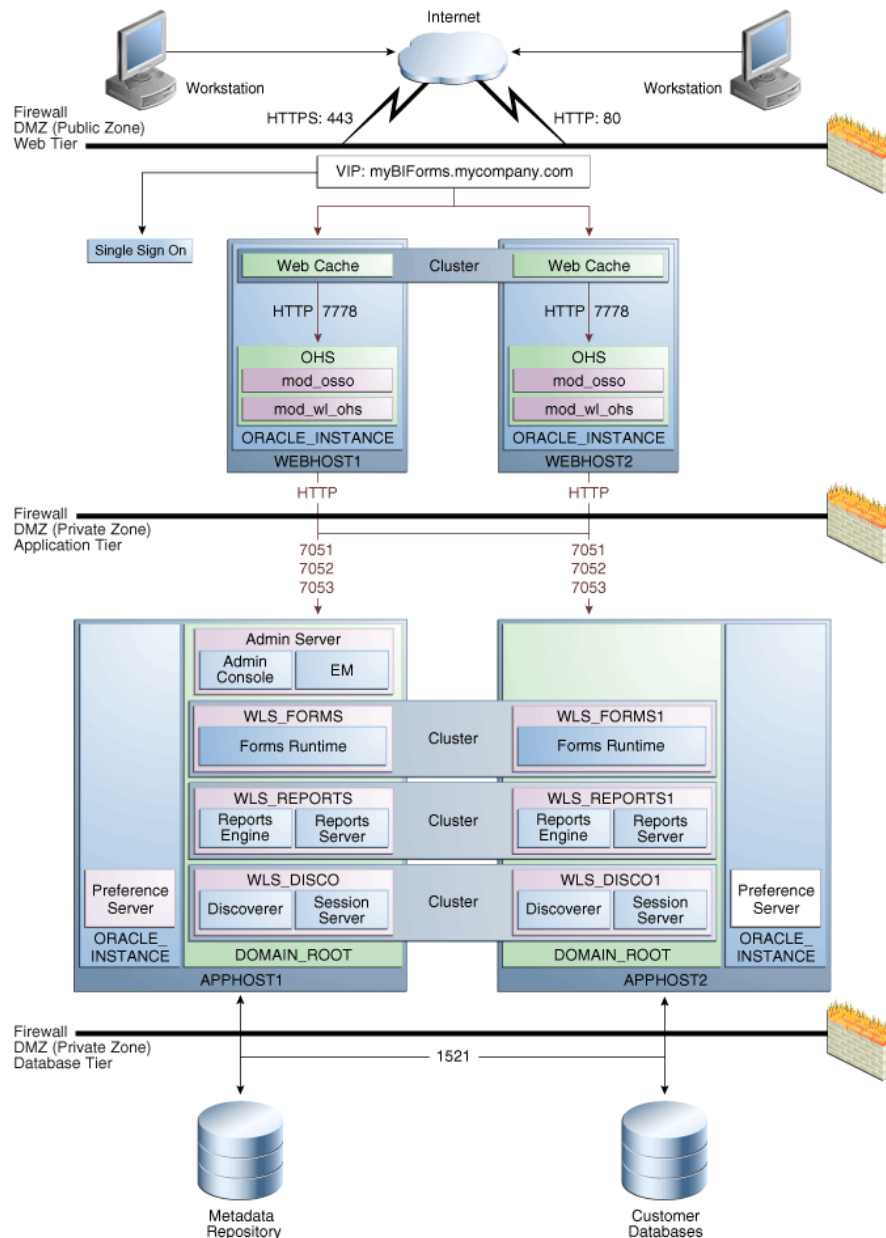 Internet
Workstation
Workstation
Firewall
DMZ (Public Zone)
Web Tier
HTTPS: 443
HTTP: 80
VIP: myBIForms.mycompany.com
Single Sign On
Web Cache
Cluster
Web Cache
HTTP 7778
HTTP 7778
OHS
mod_osso
mod_wl_ohs
ORACLE_INSTANCE
WEBHOST1
OHS
mod_osso
mod_wl_ohs
ORACLE_INSTANCE
WEBHOST2
HTTP
HTTP
Firewall
DMZ (Private Zone)
Application Tier
7051
7052
7053
7051
7052
7053
Admin Server
Admin
Console
EM
WLS_FORMS
Forms Runtime
Cluster
WLS_FORMS1
Forms Runtime
WLS_REPORTS
Reports
Engine
Reports
Server
Cluster
WLS_REPORTS1
Reports
Engine
Reports
Server
WLS_DISCO
Discoverer
Session
Server
Cluster
WLS_DISCO1
Discoverer
Session
Server
Preference
Server
ORACLE_
INSTANCE
DOMAIN_ROOT
APPHOST1
Preference
Server
ORACLE_
INSTANCE
DOMAIN_ROOT
APPHOST2
Firewall
DMZ (Private Zone)
Database Tier
1521
Metadata
Repository
Customer
Databases